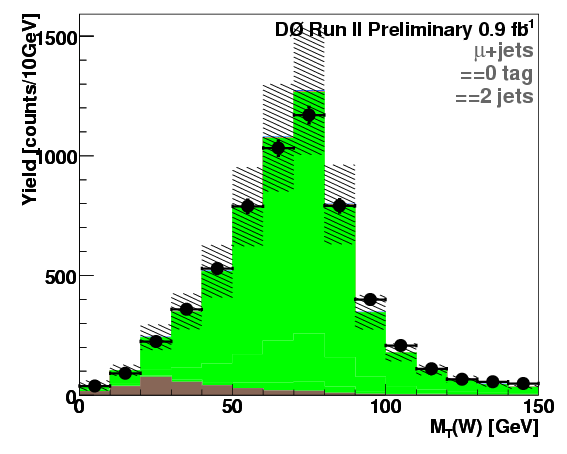 DØ Run II Preliminary 0.9 fb-1
μ+jets
==0 tag
==2 jets
Yield [counts/10GeV]
1500
1000
500
0
0 50 100 150
MT(W) [GeV]